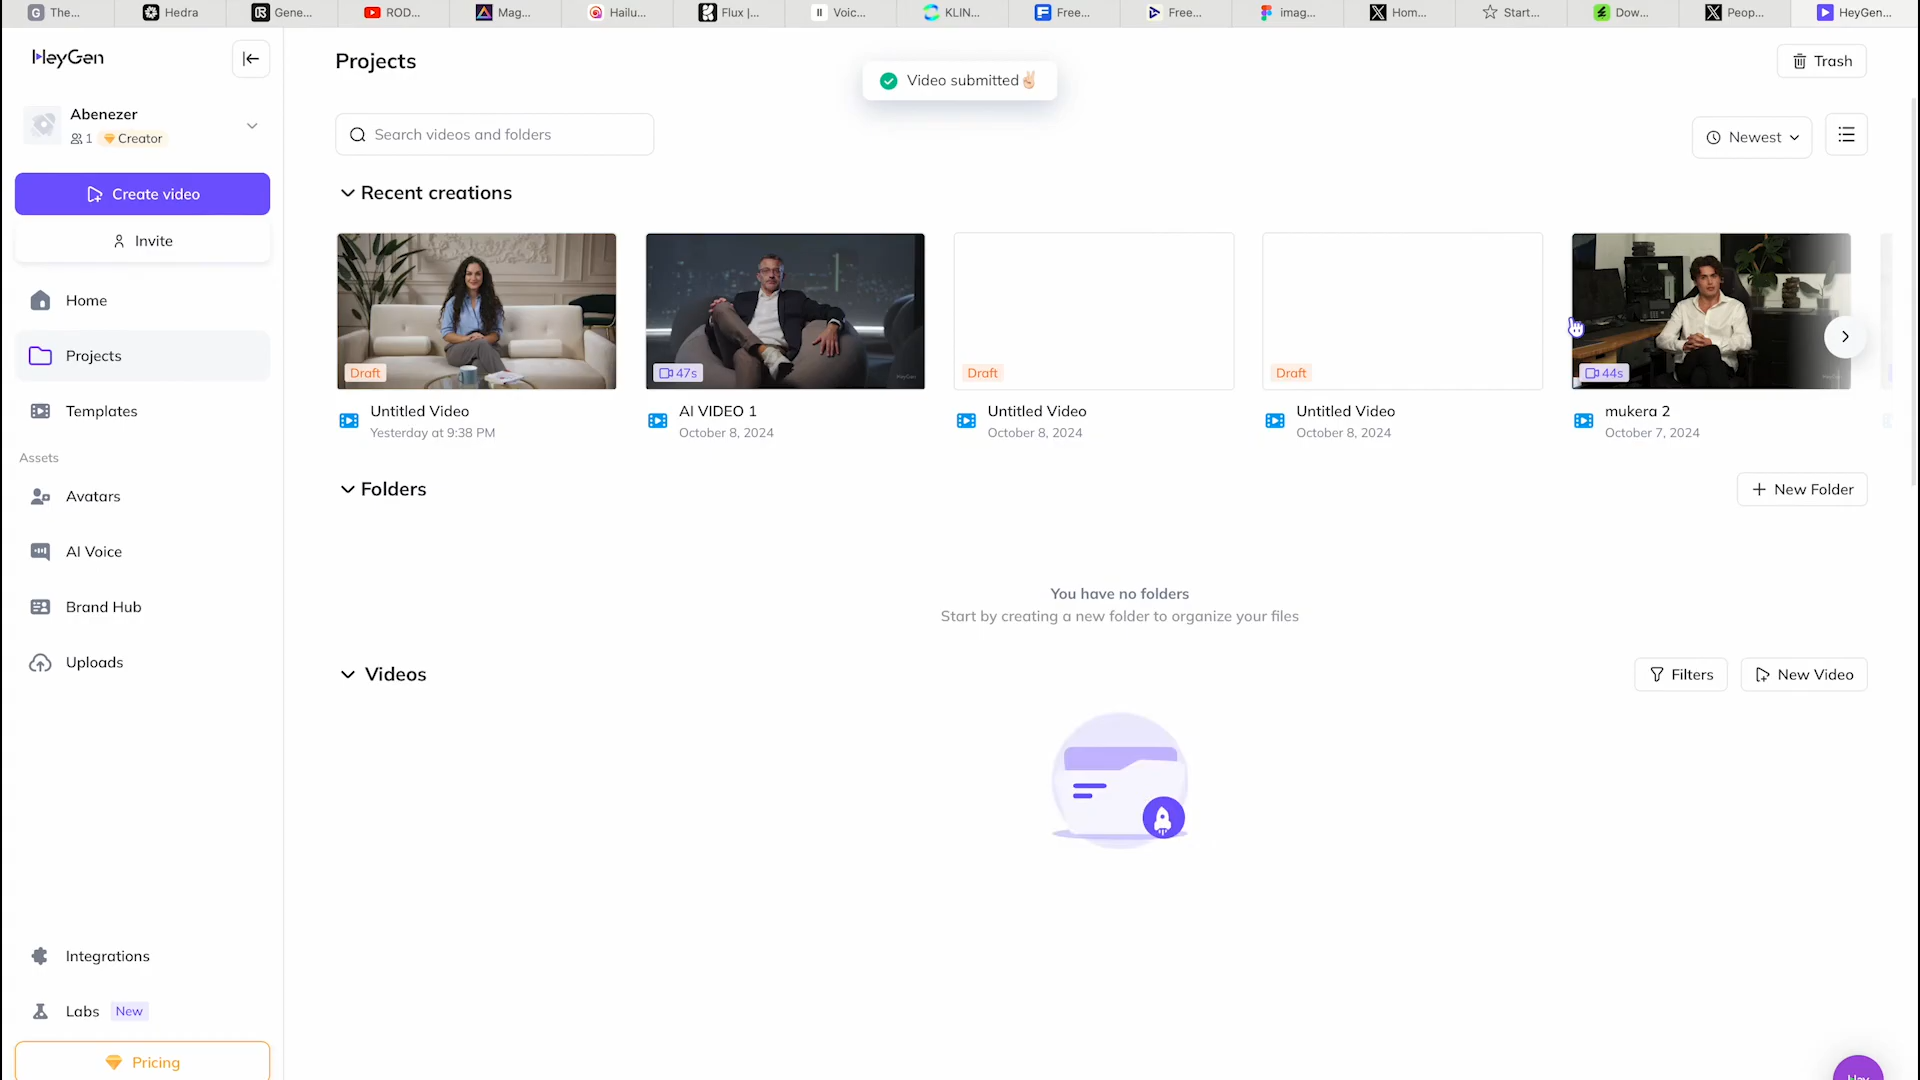 The...
Hedra
Gene...
ROD...
Mag...
Hailu...
Flux |...
Voic...
KLIN...
Free...
Free...
imag...
Hom...
Start...
Dow...
Peop...
HeyGen...
HeyGen
Abenezer
1 Creator
Create video
Invite
Home
Projects
Templates
Assets
Avatars
AI Voice
Brand Hub
Uploads
Integrations
Labs New
Pricing
Projects
Video submitted✌🏻
Trash
Search videos and folders
Newest
Recent creations
Draft
Untitled Video
Yesterday at 9:38 PM
47s
HeyGen
AI VIDEO 1
October 8, 2024
Draft
Untitled Video
October 8, 2024
Draft
Untitled Video
October 8, 2024
44s
mukera 2
October 7, 2024
Folders
New Folder
You have no folders
Start by creating a new folder to organize your files
Videos
Filters
New Video